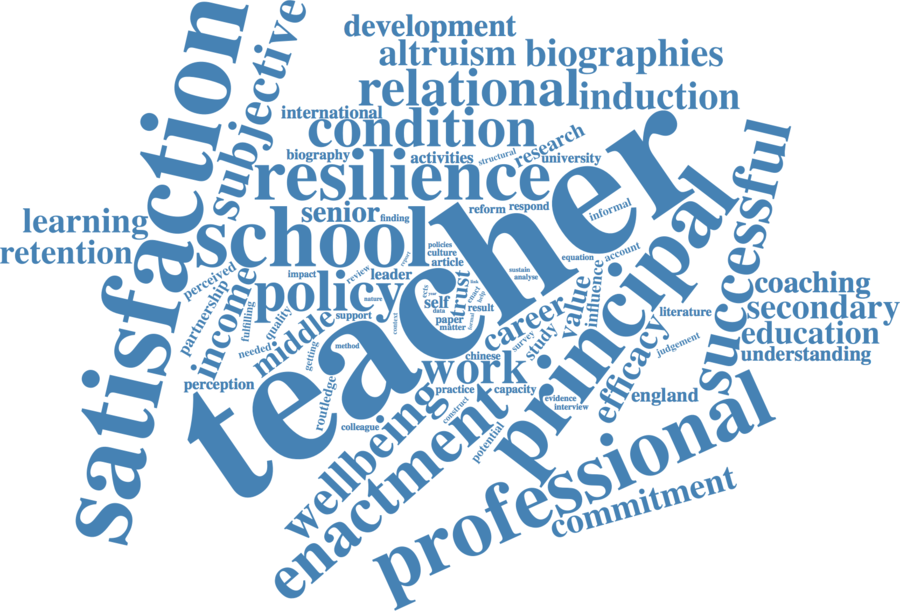 development
altruism
biographies
relational
induction
international
condition
subjective
satisfaction
biography
activities
structural
research
university
resilience
successful
learning
retention
senior
finding
reform
respond
informal
school
teacher
principal
policies
culture
article
perceived
partnership
income
impact
review
leader
trust
sustain
analyse
equation
account
policy
nature
self
data
paper
matter
result
help
value
influence
coaching
secondary
education
understanding
fulfilling
quality
needed
middle
support
context
career
survey
study
literature
judgement
getting
method
chinese
work
efficacy
perception
routledge
colleague
practice
capacity
evidence
interview
england
wellbeing
construct
enactment
potential
professional
commitment